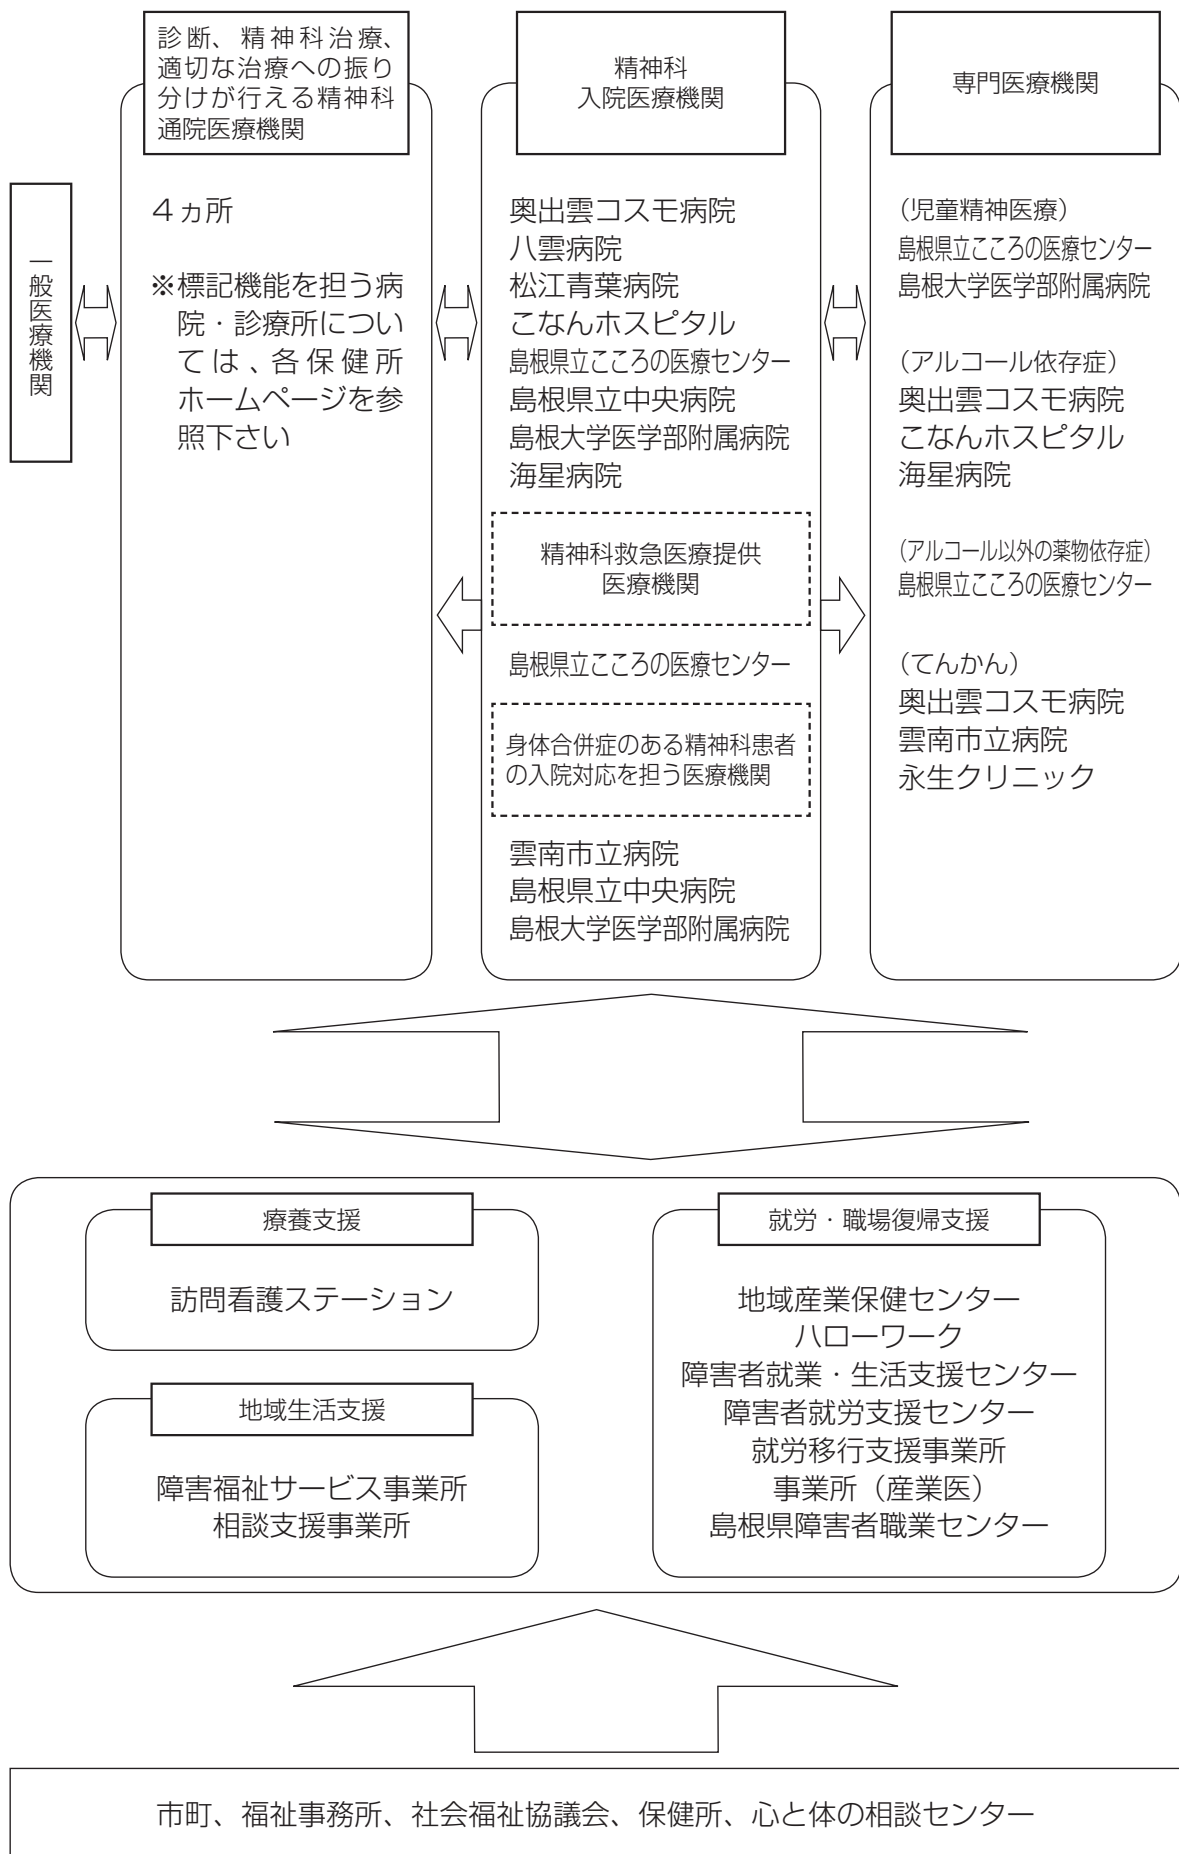 診断、精神科治療、
適切な治療への振り
分けが行える精神科
通院医療機関
精神科
入院医療機関
専門医療機関
一般医療機関
4ヵ所
※標記機能を担う病
院・診療所につい
ては、各保健所
ホームページを参
照下さい
奥出雲コスモ病院
八雲病院
松江青葉病院
こなんホスピタル
島根県立こころの医療センター
島根県立中央病院
島根大学医学部附属病院
海星病院
精神科救急医療提供
医療機関
島根県立こころの医療センター
身体合併症のある精神科患者
の入院対応を担う医療機関
雲南市立病院
島根県立中央病院
島根大学医学部附属病院
(児童精神医療)
島根県立こころの医療センター
島根大学医学部附属病院
(アルコール依存症)
奥出雲コスモ病院
こなんホスピタル
海星病院
(アルコール以外の薬物依存症)
島根県立こころの医療センター
(てんかん)
奥出雲コスモ病院
雲南市立病院
永生クリニック
療養支援
訪問看護ステーション
地域生活支援
障害福祉サービス事業所
相談支援事業所
就労・職場復帰支援
地域産業保健センター
ハローワーク
障害者就業・生活支援センター
障害者就労支援センター
就労移行支援事業所
事業所（産業医）
島根県障害者職業センター
市町、福祉事務所、社会福祉協議会、保健所、心と体の相談センター